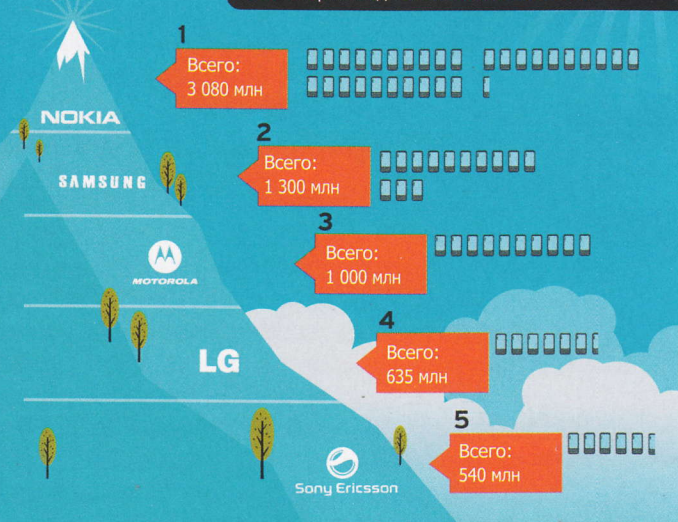 1
Всего:
3 080 млн
NOKIA
2
Всего:
1 300 млн
SAMSUNG
3
Всего:
1 000 млн
MOTOROLA
4
Всего:
635 млн
LG
5
Всего:
540 млн
Sony Ericsson